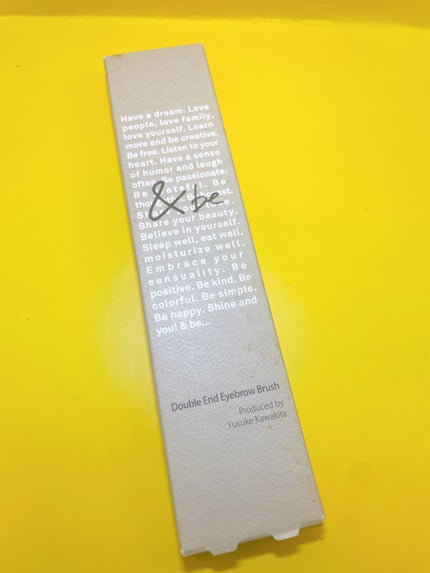 Have a dream. Love
people, love family,
love yourself. Learn
more and be creative.
Be free. Listen to your
heart. Have a sense
of humor and laugh
often. Be passionate.
Be
&be
Share your beauty.
Believe in yourself.
Sleep well, eat well,
moisturize well.
Embrace your
sensuality. Be
positive. Be kind. Be
colorful. Be simple.
Be happy. Shine and
you! & be...
Double End Eyebrow Brush
Produced by
Yusuke Kawakita